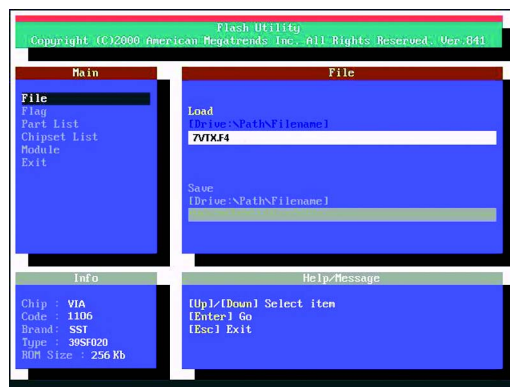 Flash Utility
Copyright (C)2000 American Megatrends Inc. All Rights Reserved. Ver.841
Main
File
Flag
Part List
Chipset List
Module
Exit
File
Load
[Drive:\Path\Filename]
7VTX.F4
Save
[Drive:\Path\Filename]
Info
Chip : VIA
Code : 1106
Brand: SST
Type : 39SF020
ROM Size : 256 Kb
Help/Message
[Up]/[Down] Select item
[Enter] Go
[Esc] Exit